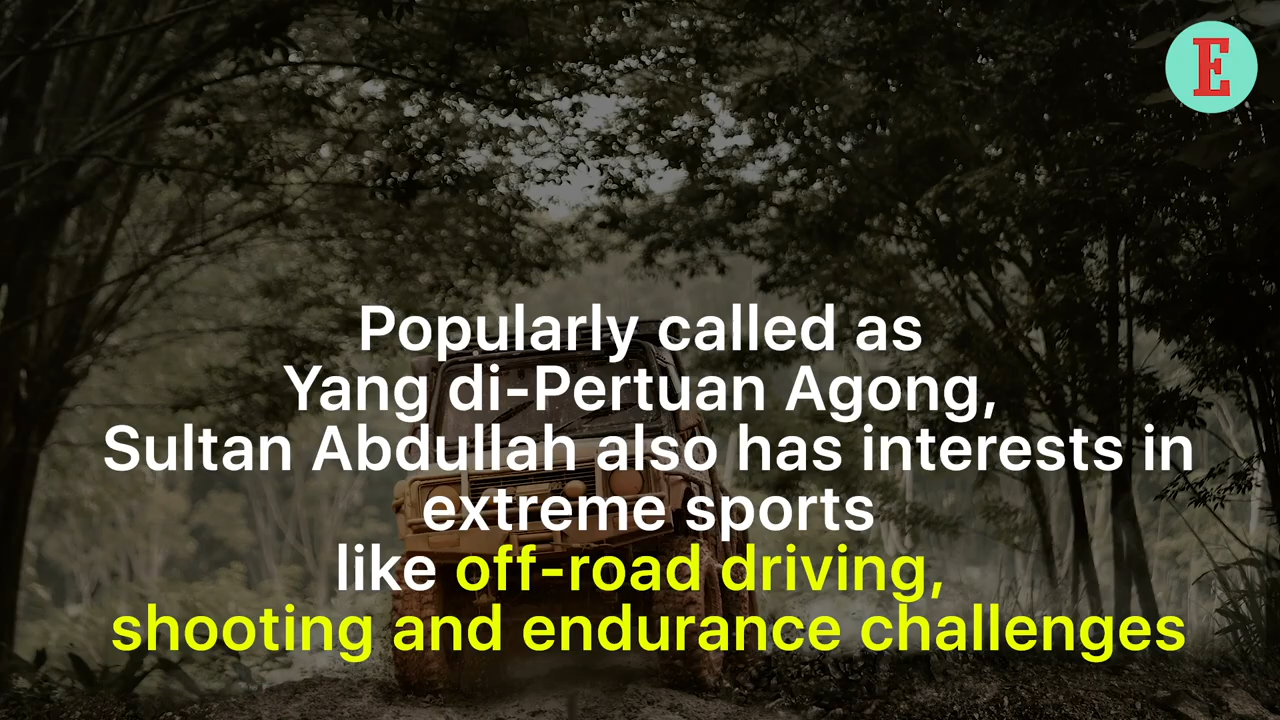 E
Popularly called as
Yang di-Pertuan Agong,
Sultan Abdullah also has interests in
extreme sports
like off-road driving,
shooting and endurance challenges